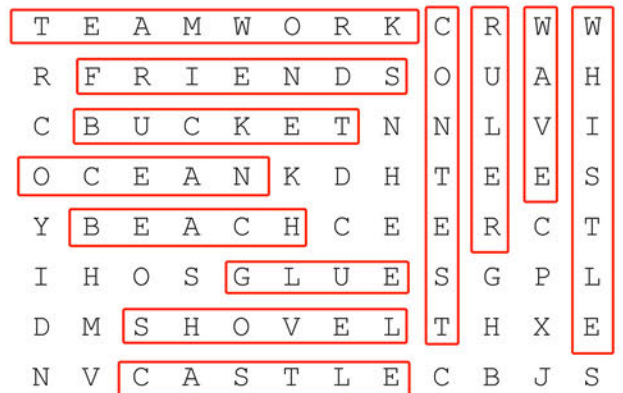 T E A M W O R K C R W W
R F R I E N D S O U A H
C B U C K E T N N L V I
O C E A N K D H T E E S
Y B E A C H C E E R C T
I H O S G L U E S G P L
D M S H O V E L T H X E
N V C A S T L E C B J S